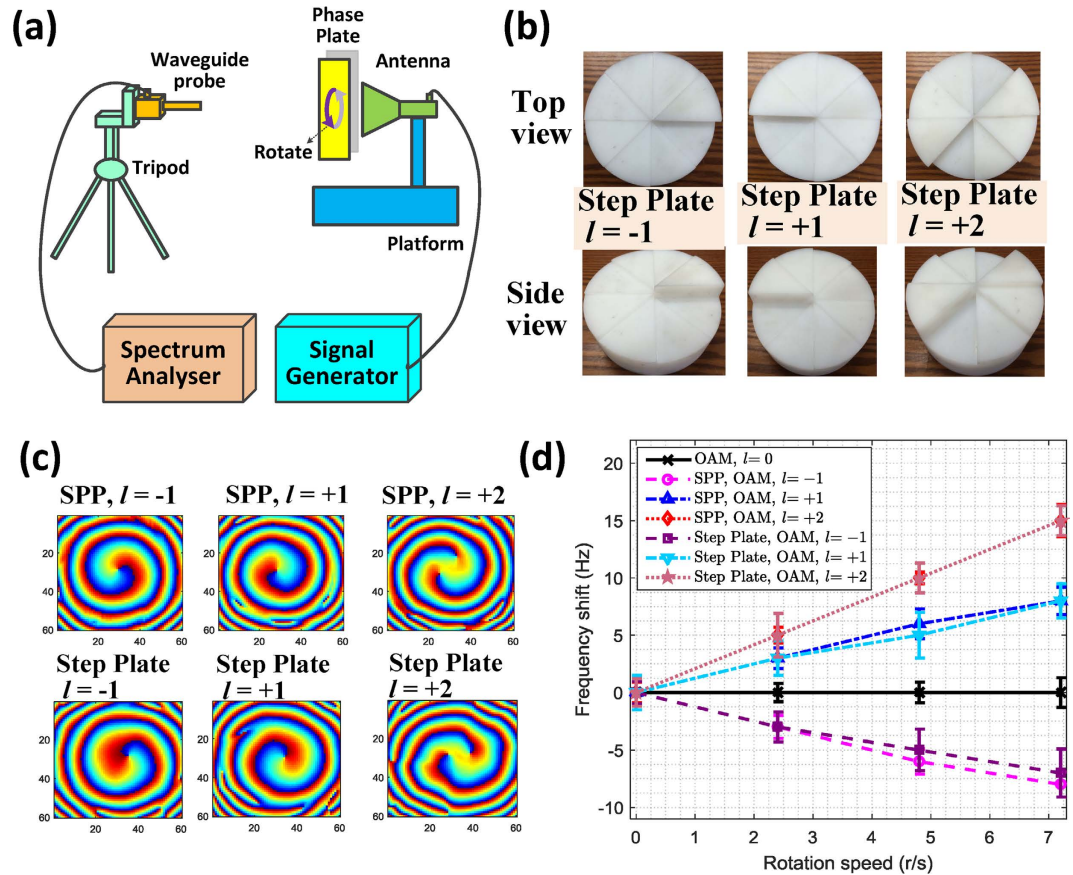 (a)
Phase
Plate
Waveguide
probe
Antenna
Rotate
Tripod
Platform
Spectrum
Analyser
Signal
Generator
(b)
Top
view
Step Plate
l = -1
Step Plate
l = +1
Step Plate
l = +2
Side
view
(c)
SPP, l = -1
SPP, l = +1
SPP, l = +2
20
40
60
20
40
60
20
40
60
20
40
60
20
40
60
20
40
60
Step Plate
l = -1
Step Plate
l = +1
Step Plate
l = +2
20
40
60
20
40
60
20
40
60
20
40
60
20
40
60
20
40
60
(d)
OAM, l= 0
SPP, OAM, l= −1
SPP, OAM, l= +1
SPP, OAM, l= +2
Step Plate, OAM, l= −1
Step Plate, OAM, l= +1
Step Plate, OAM, l= +2
Frequency shift (Hz)
20
15
10
5
0
-5
-10
0 1 2 3 4 5 6 7
Rotation speed (r/s)